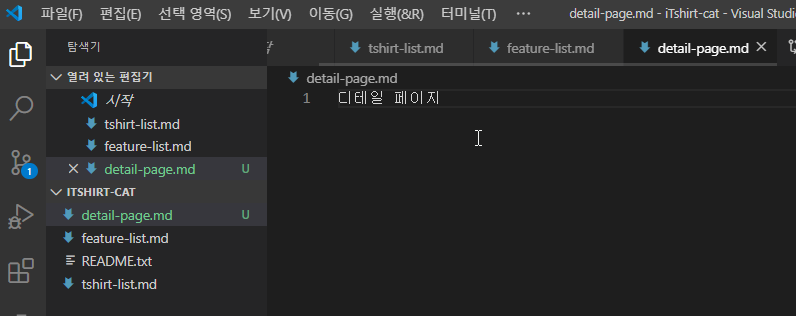 파일(F) 편집(E) 선택 영역(S) 보기(V) 이동(G) 실행(&R) 터미널(T) ··· detail-page.md - iTshirt-cat - Visual Studi
탐색기
tshirt-list.md feature-list.md detail-page.md
열려 있는 편집기
시작
tshirt-list.md
feature-list.md
detail-page.md U
ITSHIRT-CAT
detail-page.md U
feature-list.md
README.txt
tshirt-list.md
1
detail-page.md
1 디테일 페이지